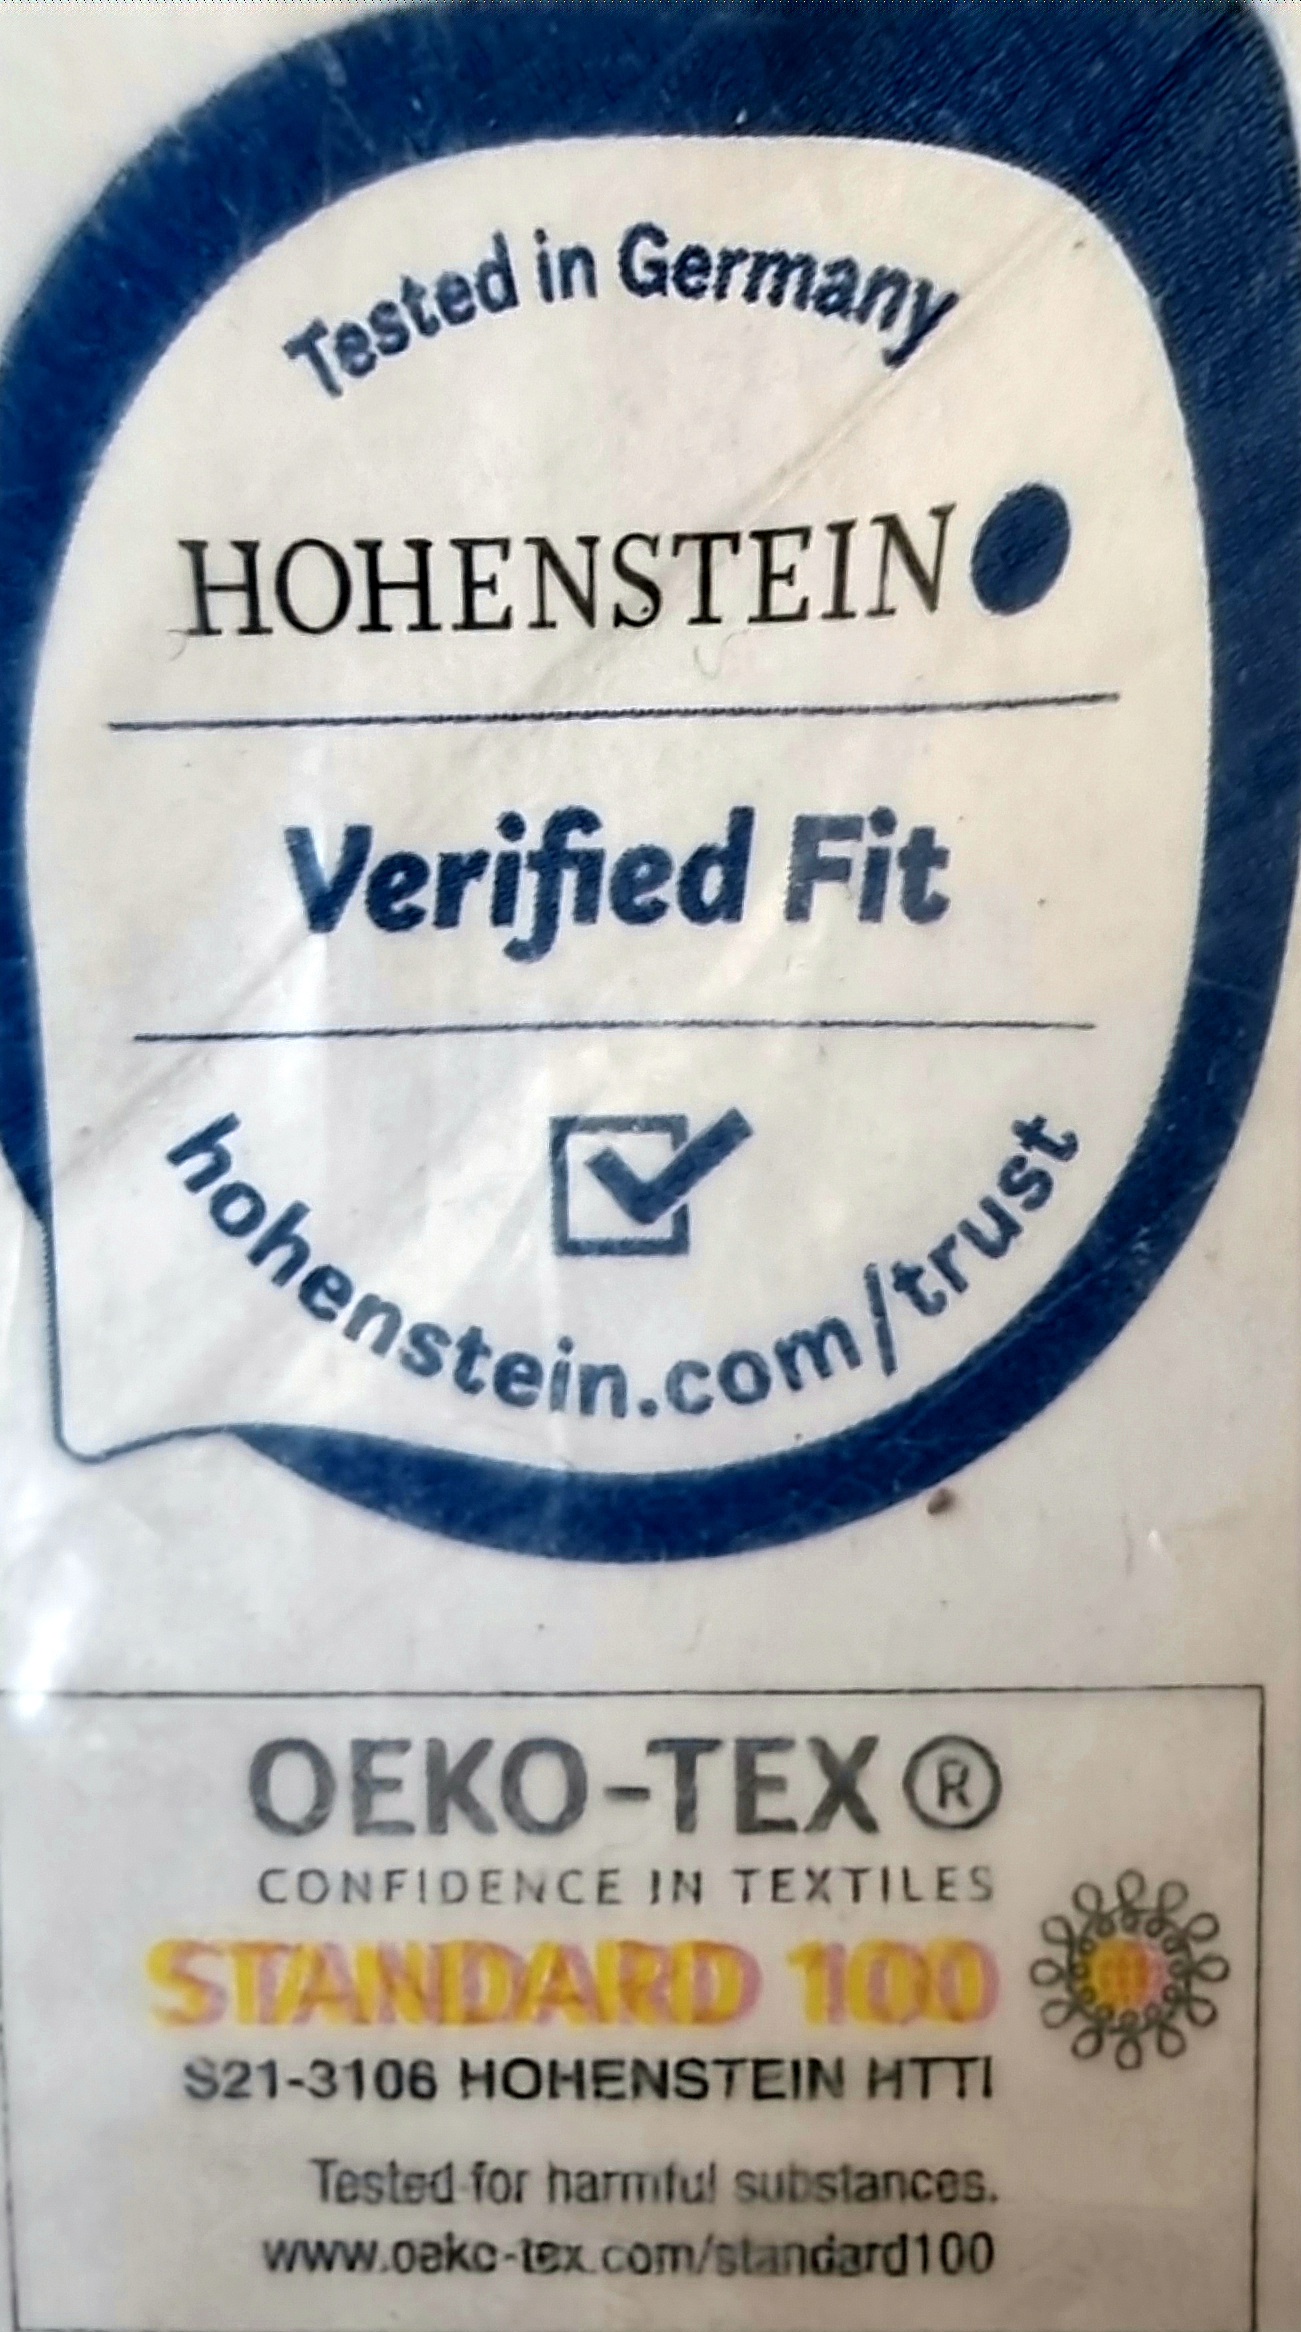 Tested in Germany
HOHENSTEIN
Verified Fit
hohenstein.com/trust
OEKO-TEX®
CONFIDENCE IN TEXTILES
STANDARD 100
S21-3106 HOHENSTEIN HTTI
Tested for harmful substances.
www.oeko-tex.com/standard100